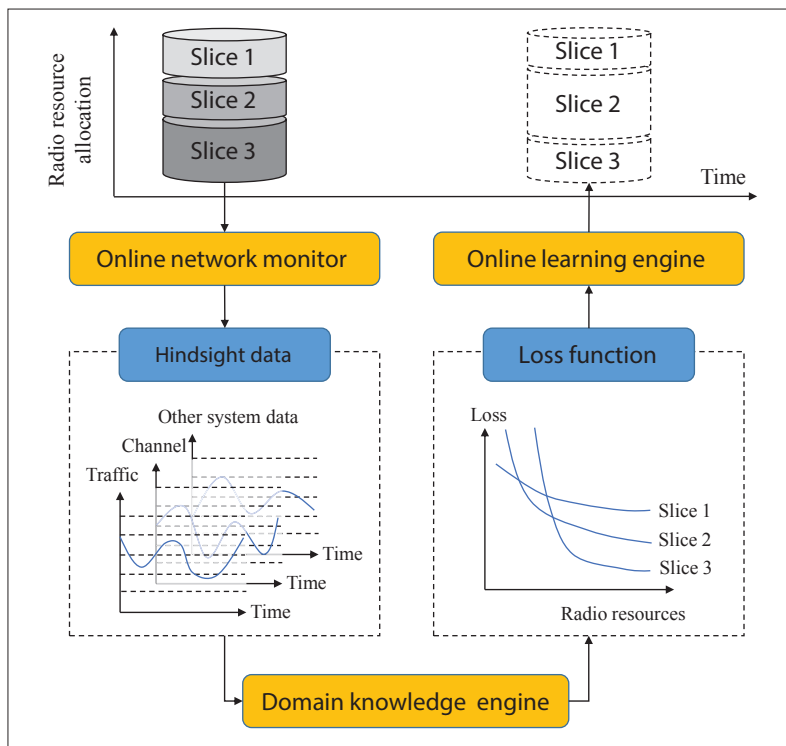 Radio resource
allocation
Slice 1
Slice 2
Slice 3
Slice 1
Slice 2
Slice 3
Time
Online network monitor
Online learning engine
Hindsight data
Loss function
Other system data
Channel
Traffic
Time
Time
Time
Loss
Slice 1
Slice 2
Slice 3
Radio resources
Domain knowledge engine